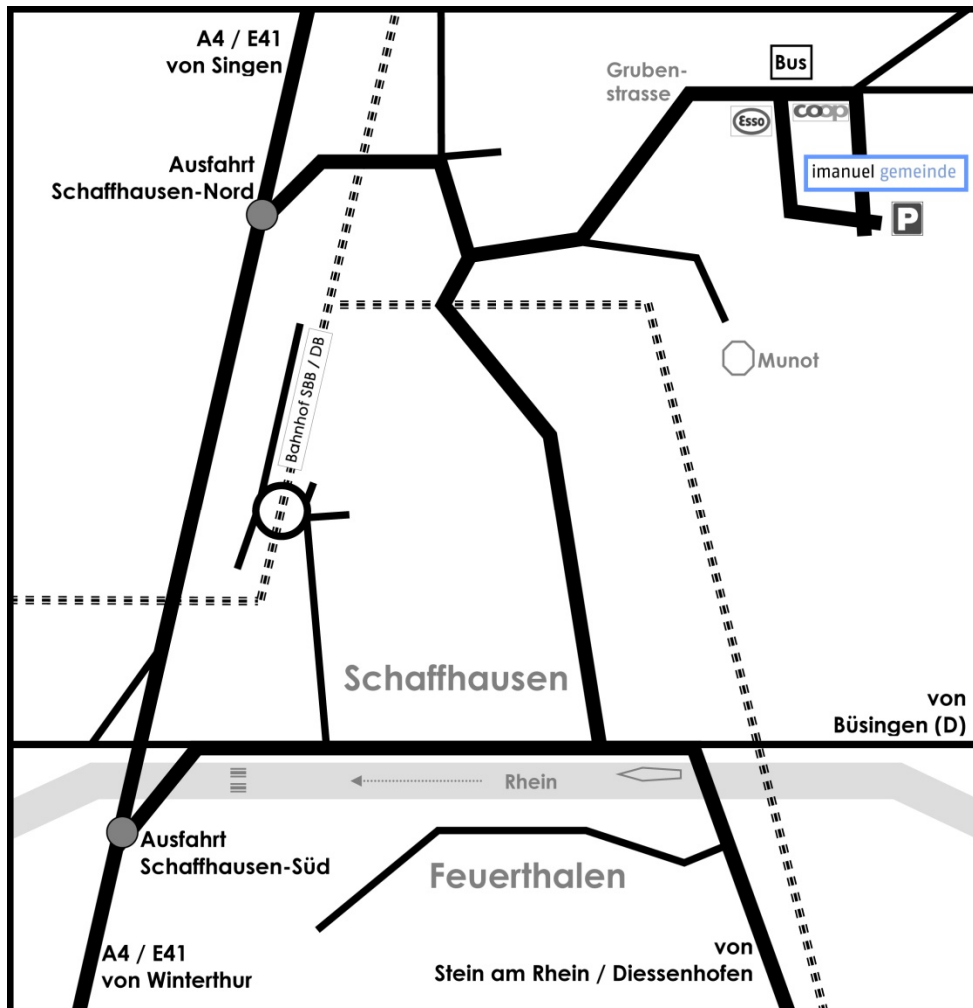 A4 / E41
von Singen
Bus
Gruben-
strasse
Esso
coop
Ausfahrt
Schaffhausen-Nord
imanuel gemeinde
P
Bahnhof SBB / DB
Munot
Schaffhausen
von
Büsingen (D)
Rhein
Ausfahrt
Schaffhausen-Süd
Feuerthalen
A4 / E41
von Winterthur
von
Stein am Rhein / Diessenhofen